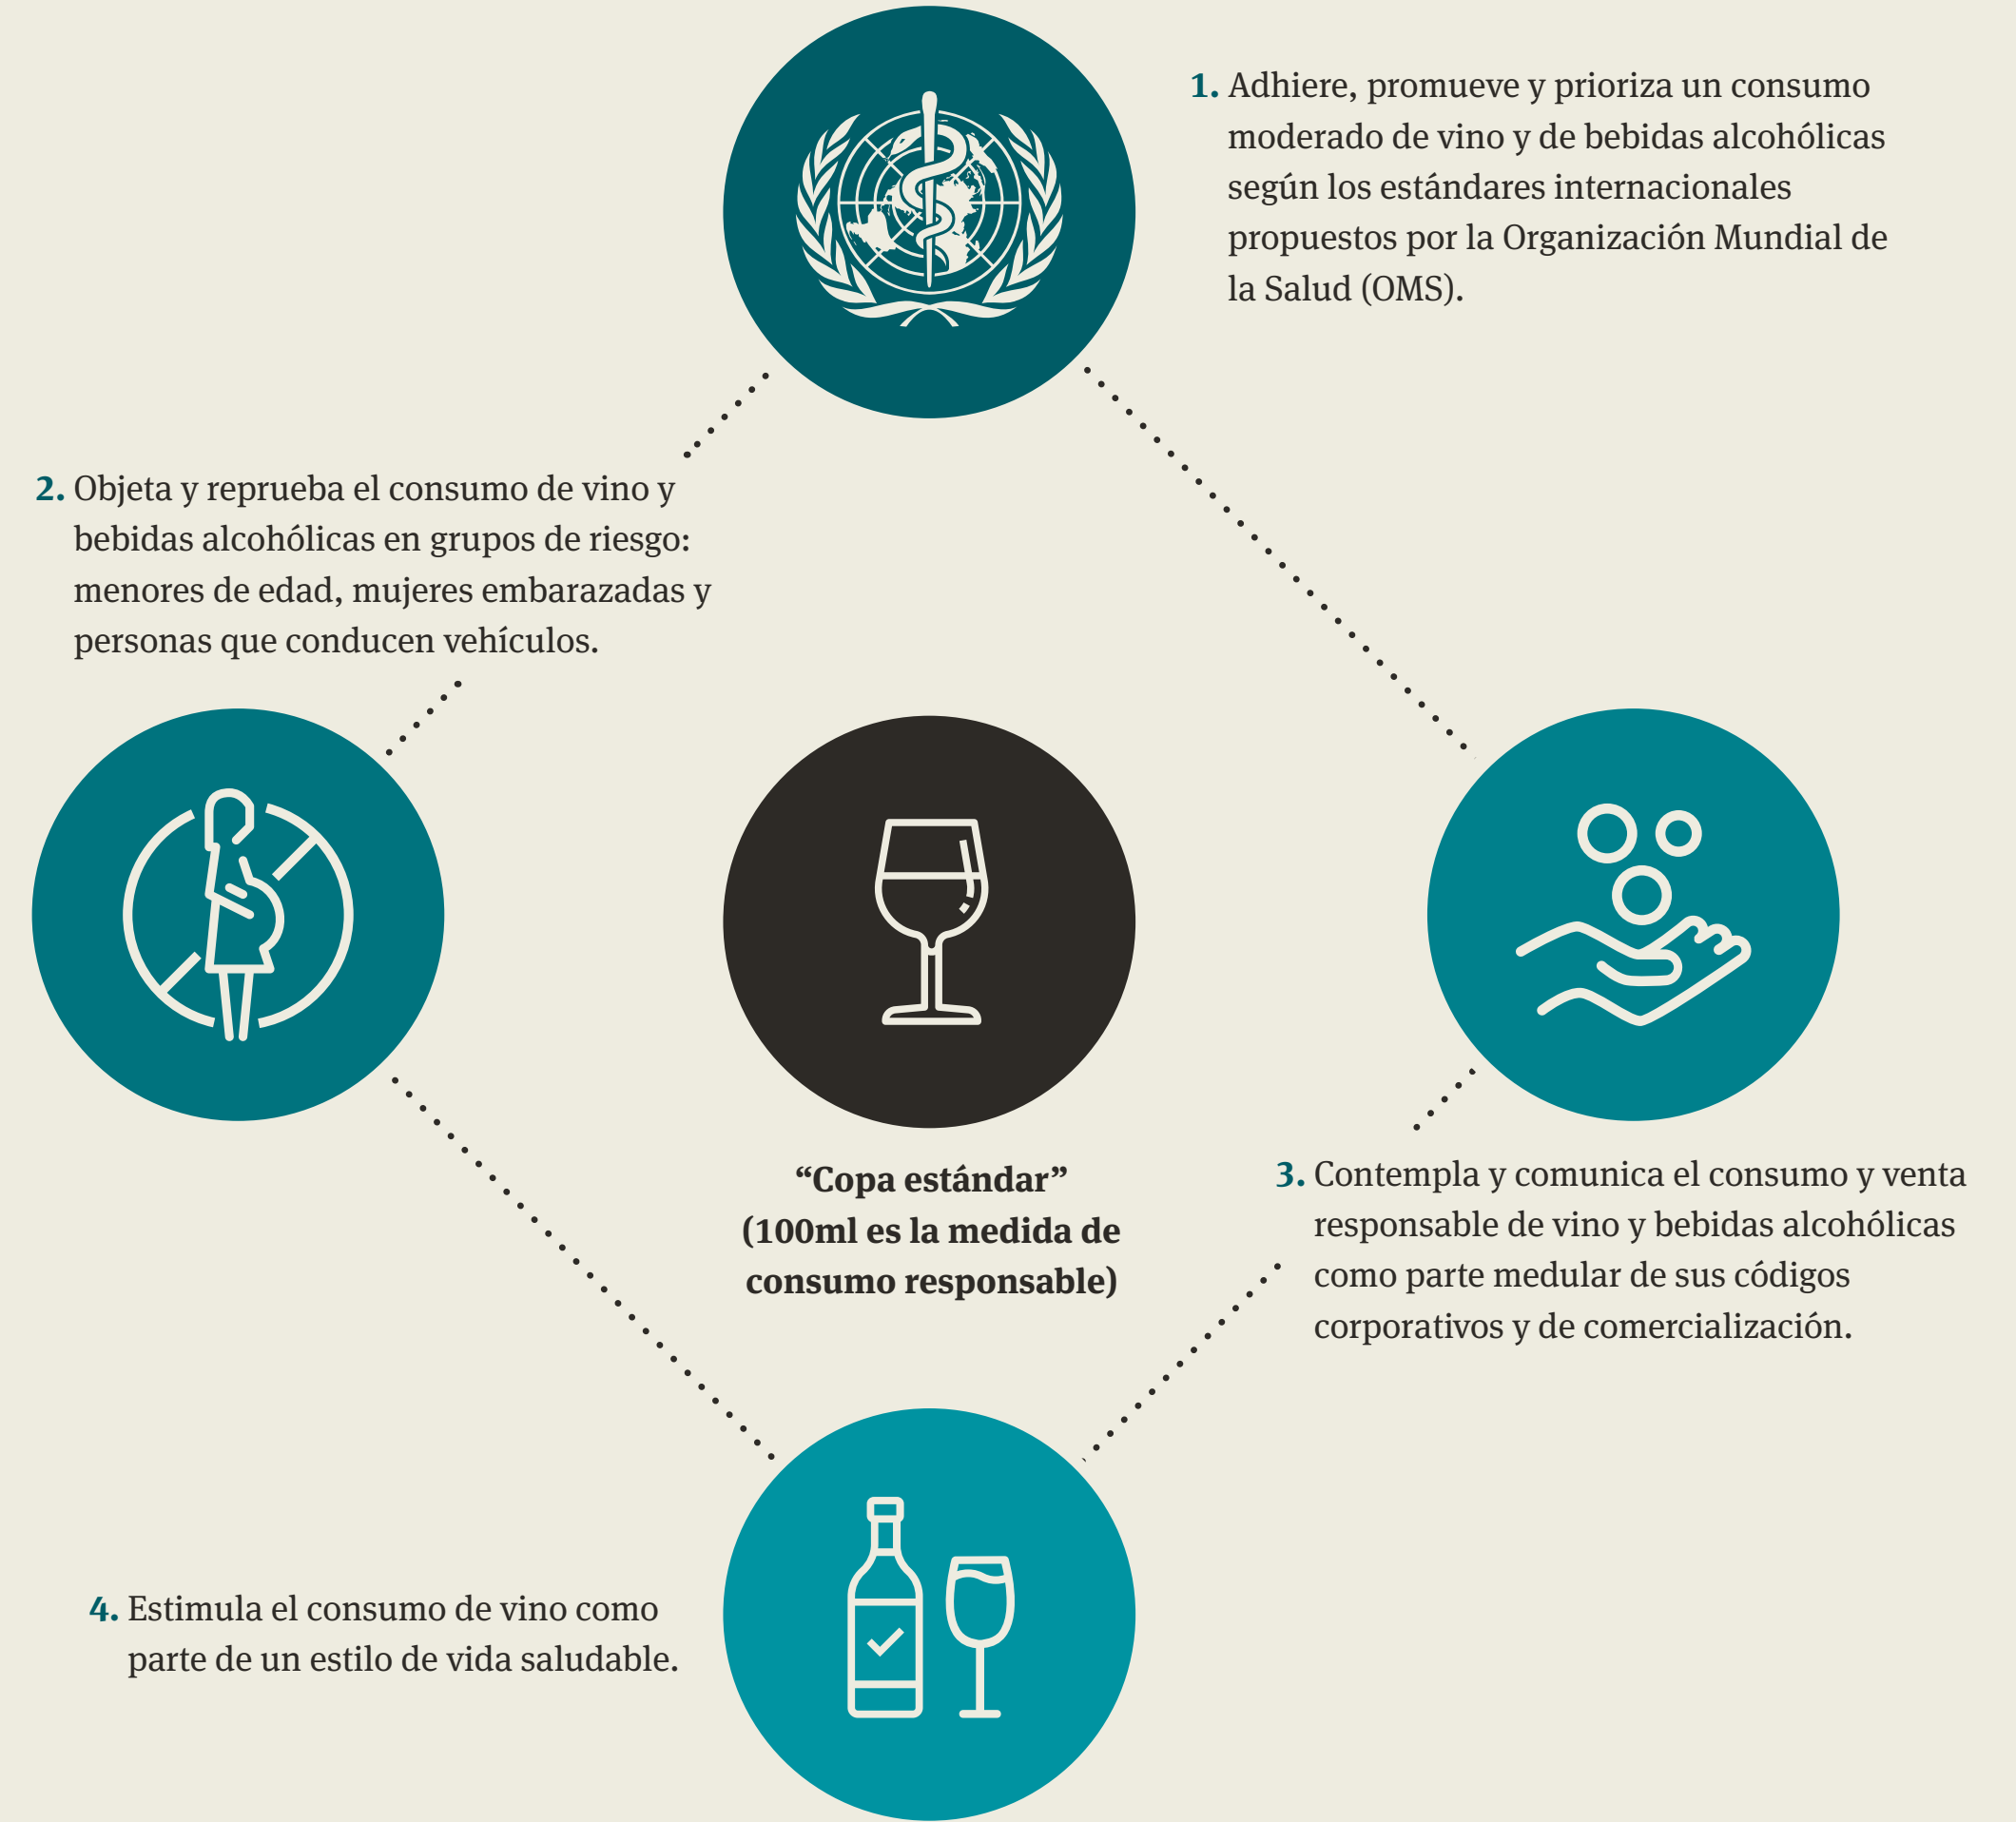 1. Adhiere, promueve y prioriza un consumo
moderado de vino y de bebidas alcohólicas
según los estándares internacionales
propuestos por la Organización Mundial de
la Salud (OMS).
2. Objeta y reprueba el consumo de vino y
bebidas alcohólicas en grupos de riesgo:
menores de edad, mujeres embarazadas y
personas que conducen vehículos.
“Copa estándar”
(100ml es la medida de
consumo responsable)
3. Contempla y comunica el consumo y venta
responsable de vino y bebidas alcohólicas
como parte medular de sus códigos
corporativos y de comercialización.
4. Estimula el consumo de vino como
parte de un estilo de vida saludable.